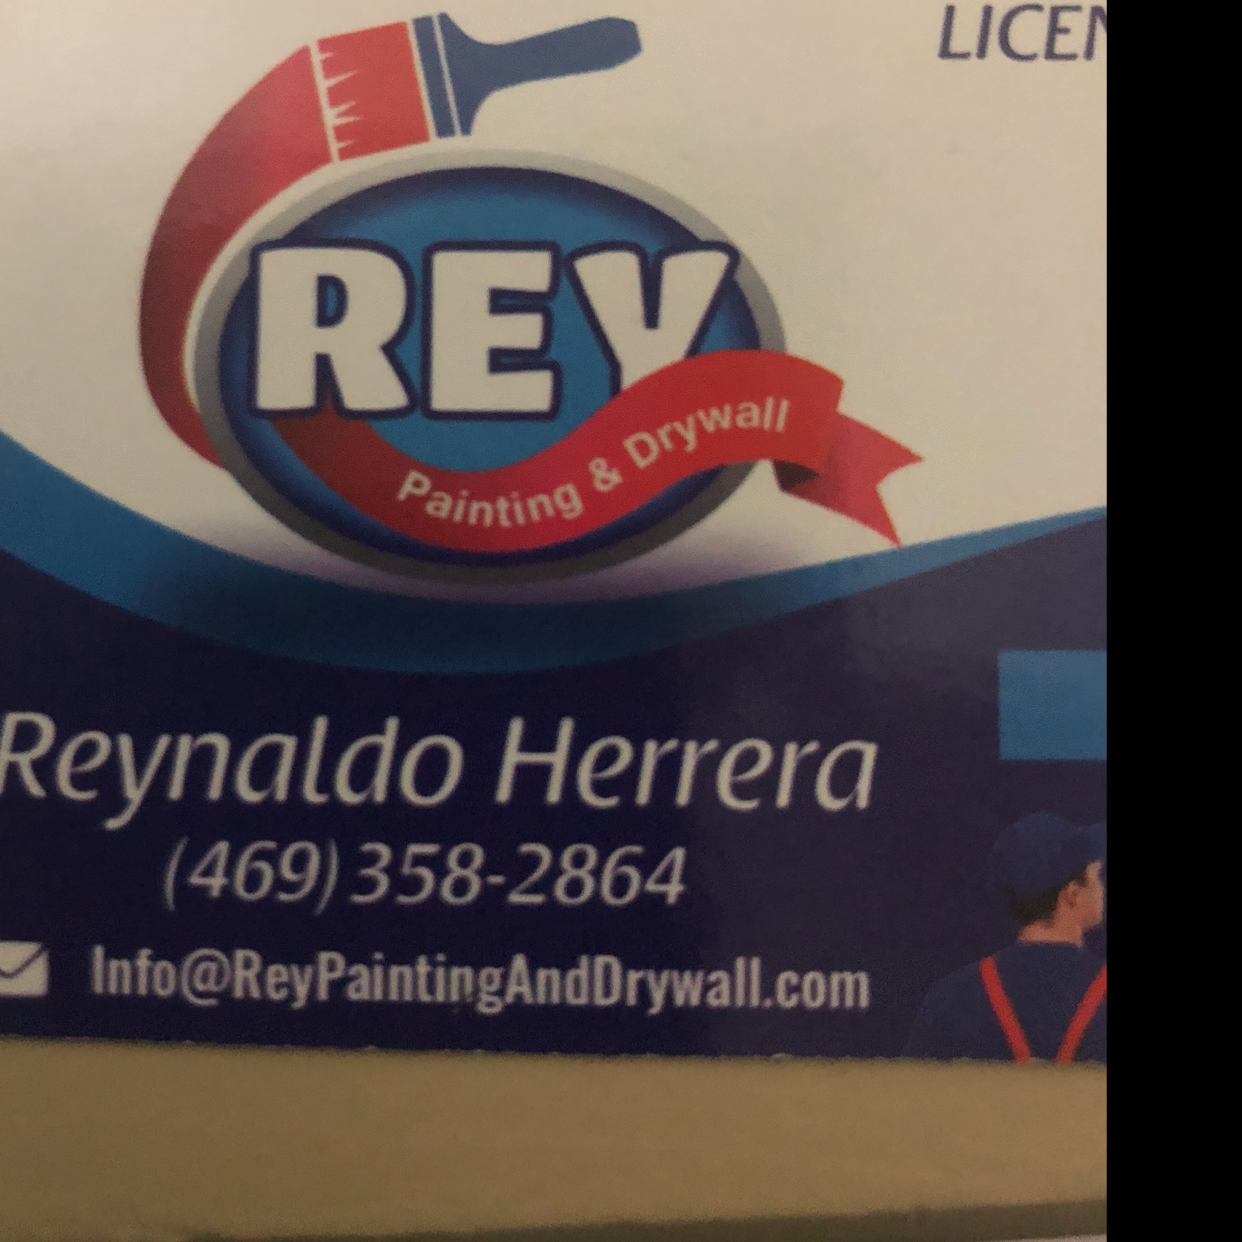 LICEN
REY
Painting & Drywall
Reynaldo Herrera
(469) 358-2864
Info@ReyPaintingAndDrywall.com